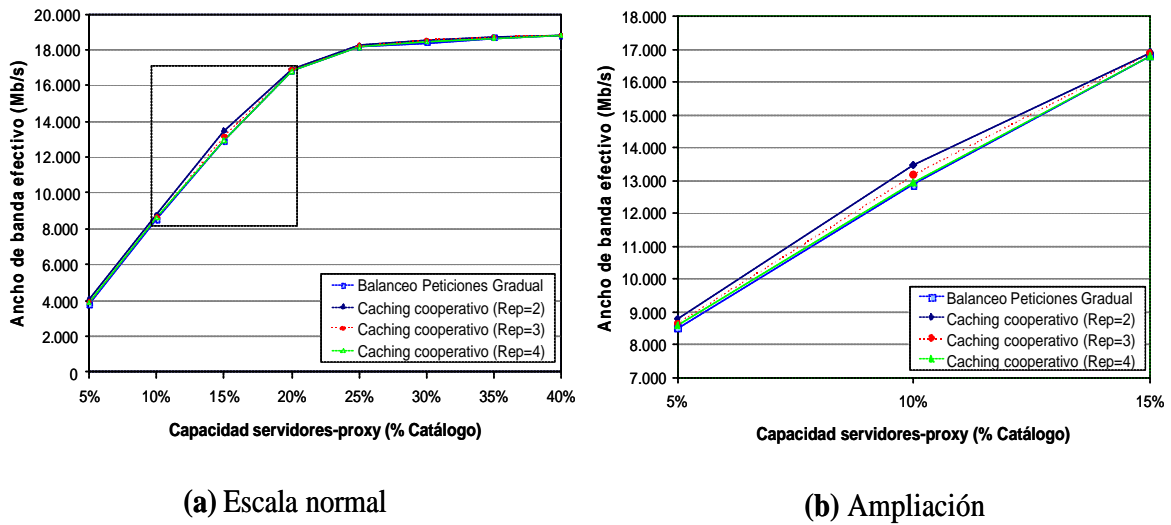 Ancho de banda efectivo (Mb/s)
20.000
18.000
16.000
14.000
12.000
10.000
8.000
6.000
4.000
2.000
0
5% 10% 15% 20% 25% 30% 35% 40%
Capacidad servidores-proxy (% Catálogo)
Balanceo Peticiones Gradual
Caching cooperativo (Rep=2)
Caching cooperativo (Rep=3)
Caching cooperativo (Rep=4)
(a) Escala normal
Ancho de banda efectivo (Mb/s)
18.000
17.000
16.000
15.000
14.000
13.000
12.000
11.000
10.000
9.000
8.000
7.000
5% 10% 15%
Capacidad servidores-proxy (% Catálogo)
Balanceo Peticiones Gradual
Caching cooperativo (Rep=2)
Caching cooperativo (Rep=3)
Caching cooperativo (Rep=4)
(b) Ampliación